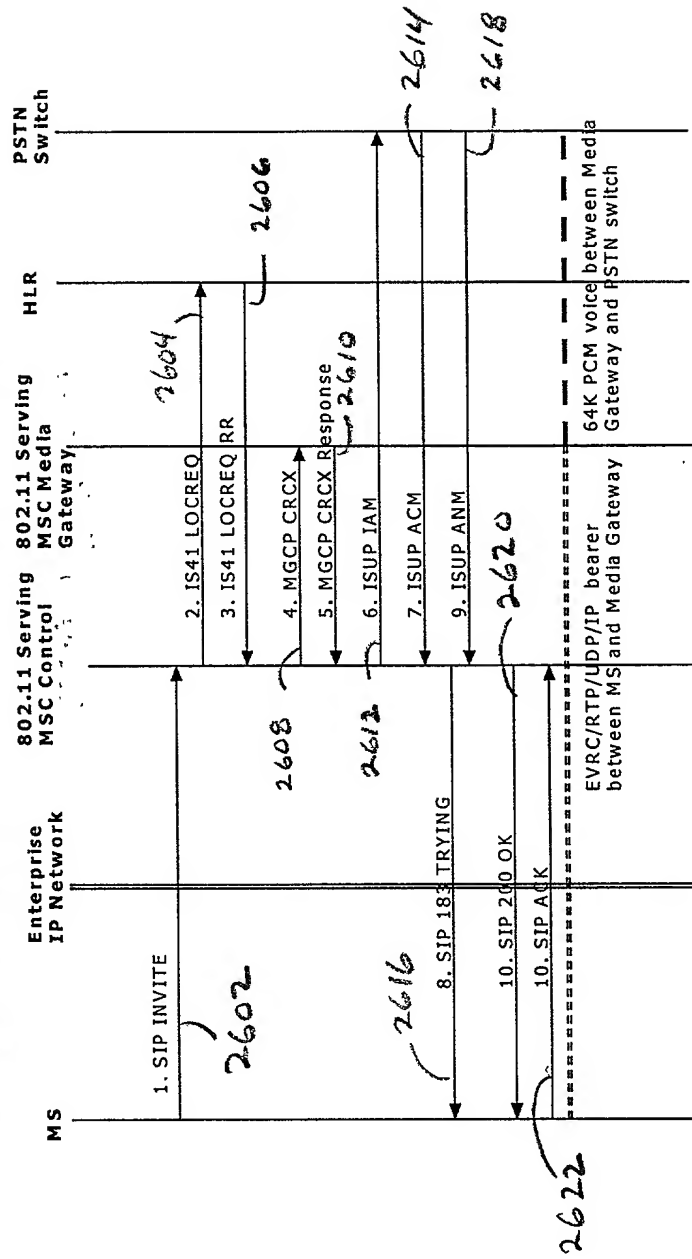 MS
Enterprise
IP Network
802.11 Serving
MSC Control
802.11 Serving
MSC Media
Gateway
HLR
PSTN
Switch
1. SIP INVITE
2602
2. IS41 LOCREQ
2604
3. IS41 LOCREQ RR
2606
4. MGCP CRCX
2608
5. MGCP CRCX Response
2610
6. ISUP IAM
2612
7. ISUP ACM
2614
8. SIP 183 TRYING
2616
9. ISUP ANM
2618
10. SIP 200 OK
2620
10. SIP ACK
2622
EVRC/RTP/UDP/IP bearer
between MS and Media Gateway
64K PCM voice between Media
Gateway and PSTN switch